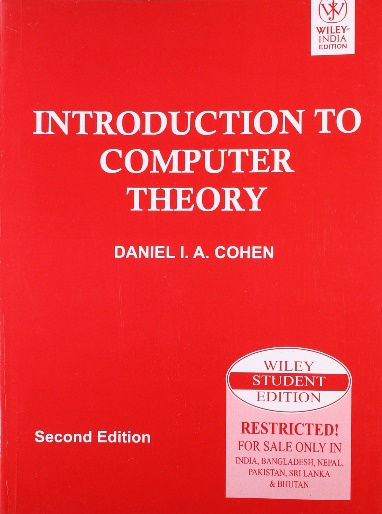 WILEY-
INDIA
EDITION
INTRODUCTION TO
COMPUTER
THEORY
DANIEL I. A. COHEN
WILEY
STUDENT
EDITION
Second Edition
RESTRICTED!
FOR SALE ONLY IN
INDIA, BANGLADESH, NEPAL,
PAKISTAN, SRI LANKA
& BHUTAN